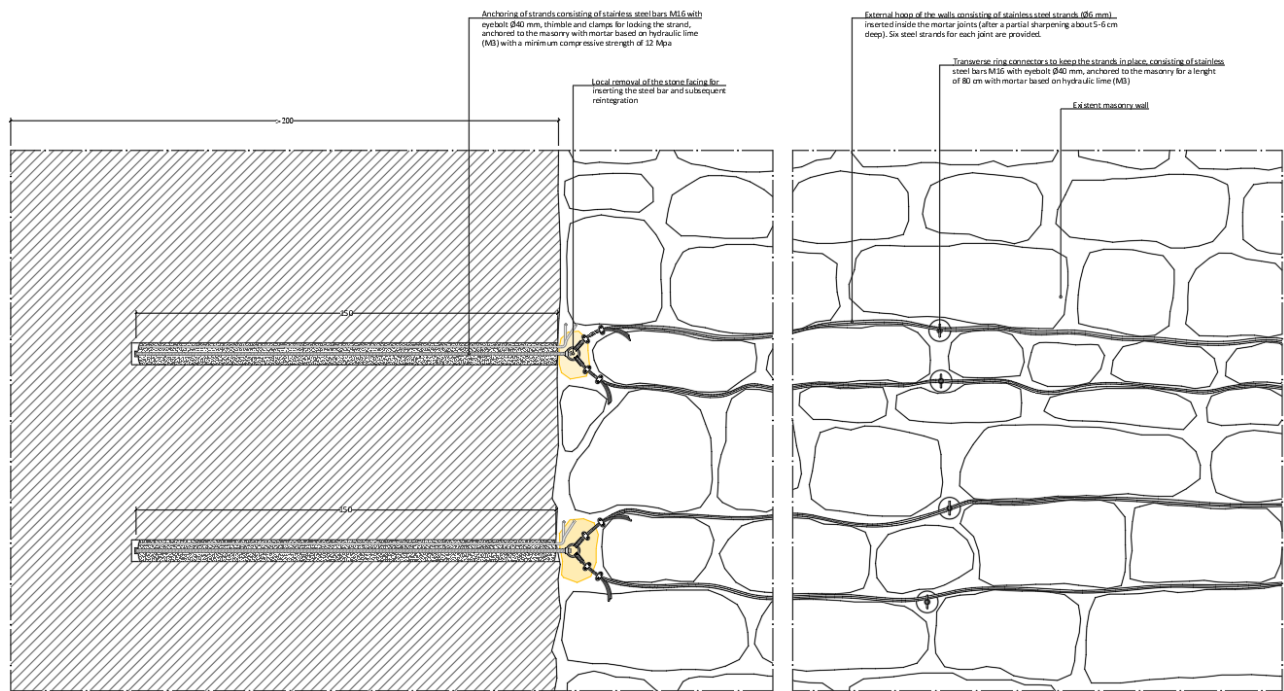 Anchoring of strands consisting of stainless steel bars M16 with
eyebolt Ø40 mm, thimble and clamps for locking the strand,
anchored to the masonry with mortar based on hydraulic lime
(M3) with a minimum compressive strength of 12 Mpa
External hoop of the walls consisting of stainless steel strands (Ø6 mm)
inserted inside the mortar joints (after a partial sharpening about 5-6 cm
deep). Six steel strands for each joint are provided.
Transverse ring connectors to keep the strands in place, consisting of stainless
steel bars M16 with eyebolt Ø40 mm, anchored to the masonry for a lenght
of 80 cm with mortar based on hydraulic lime (M3)
Local removal of the stone facing for
inserting the steel bar and subsequent
reintegration
Existent masonry wall
>200
150
150